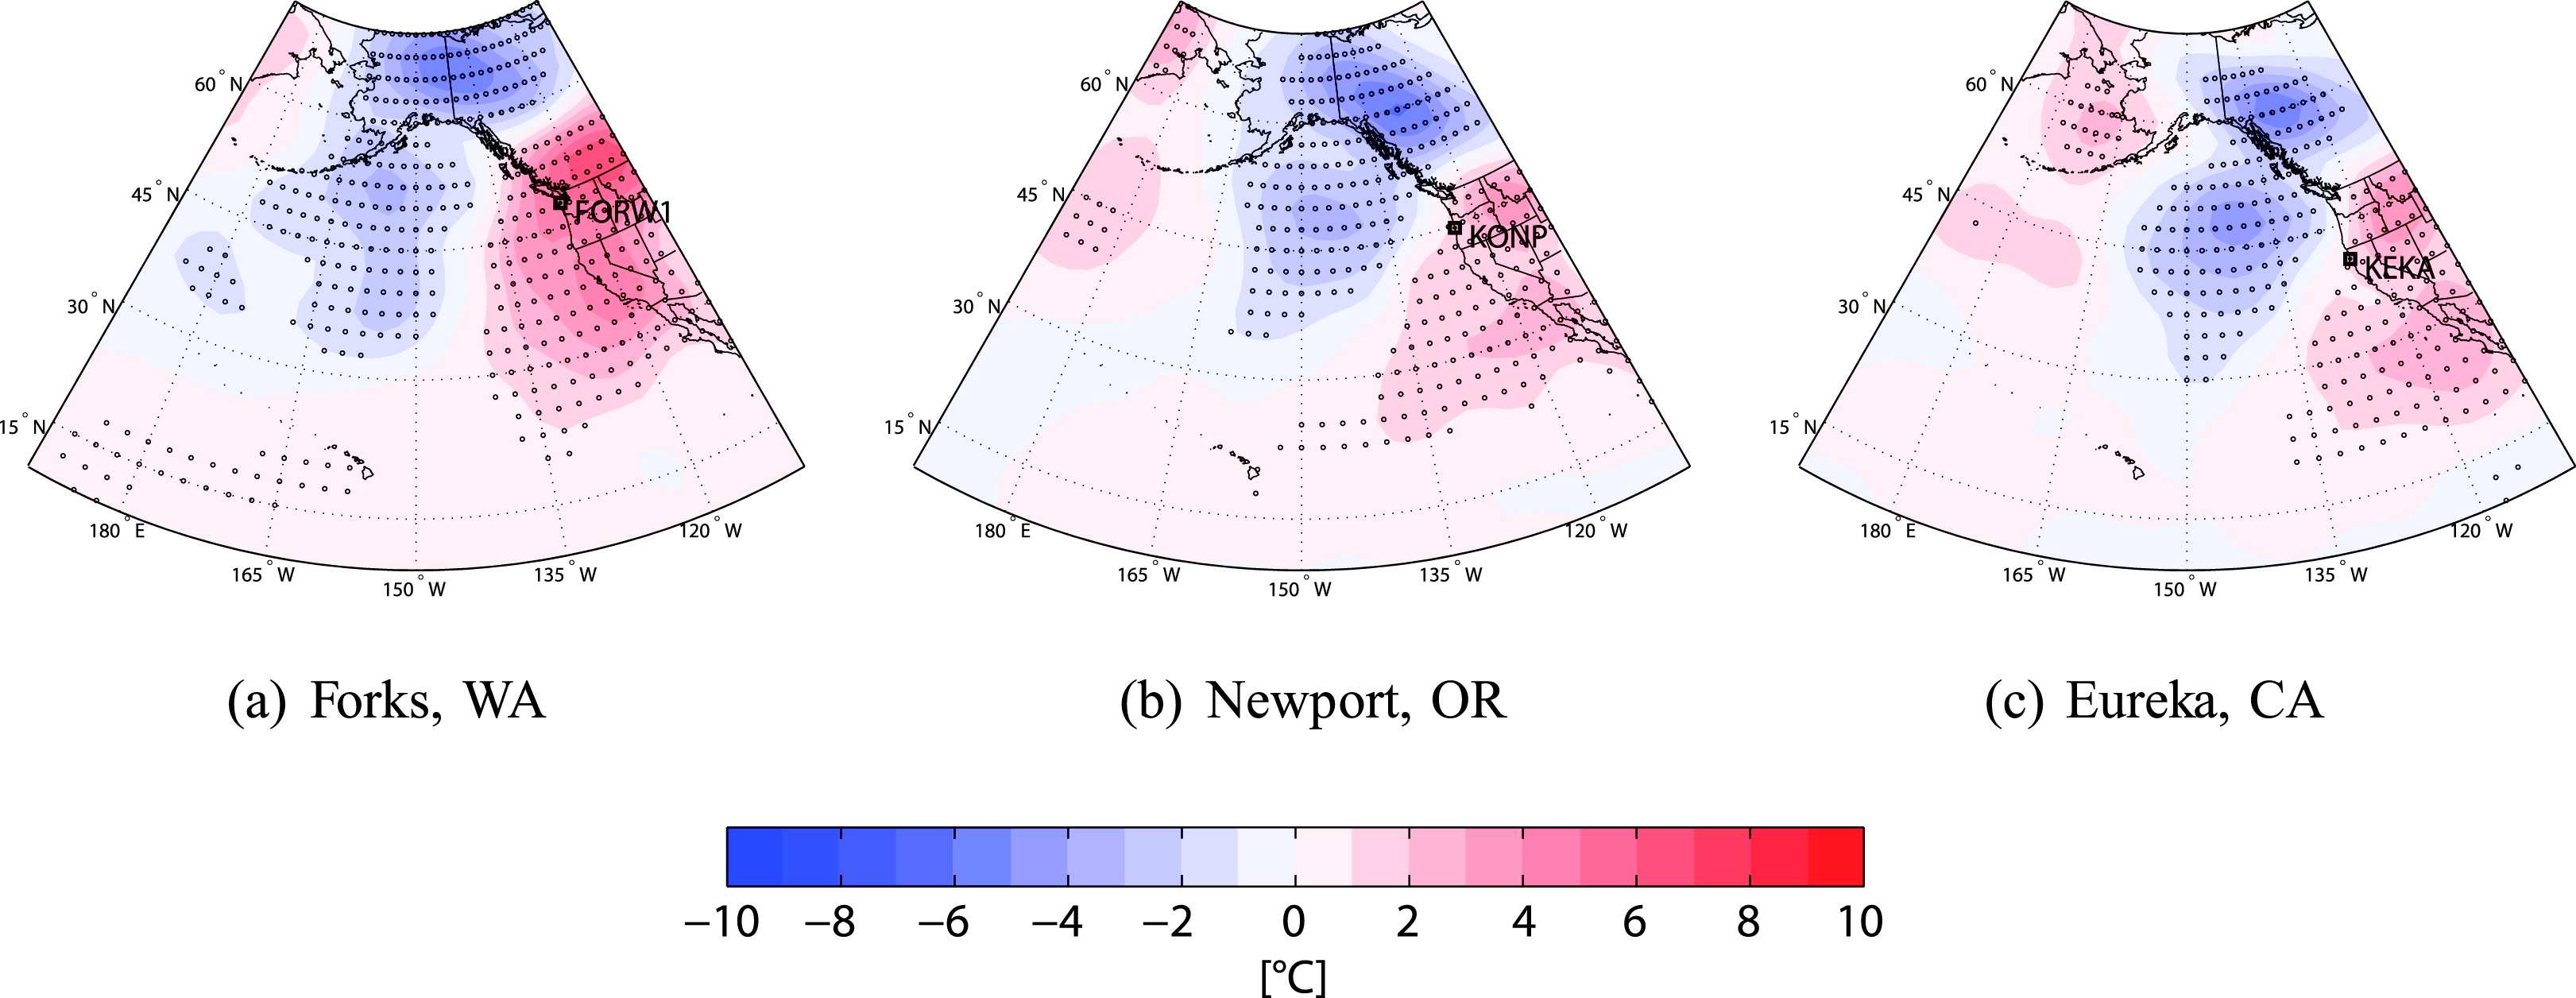 60° N
45° N
30° N
15° N
180° E
165° W
150° W
135° W
120° W
FORW1
60° N
45° N
30° N
15° N
180° E
165° W
150° W
135° W
120° W
KONP
60° N
45° N
30° N
15° N
180° E
165° W
150° W
135° W
120° W
KEKA
(a) Forks, WA
(b) Newport, OR
(c) Eureka, CA
−10 −8 −6 −4 −2 0 2 4 6 8 10
[°C]